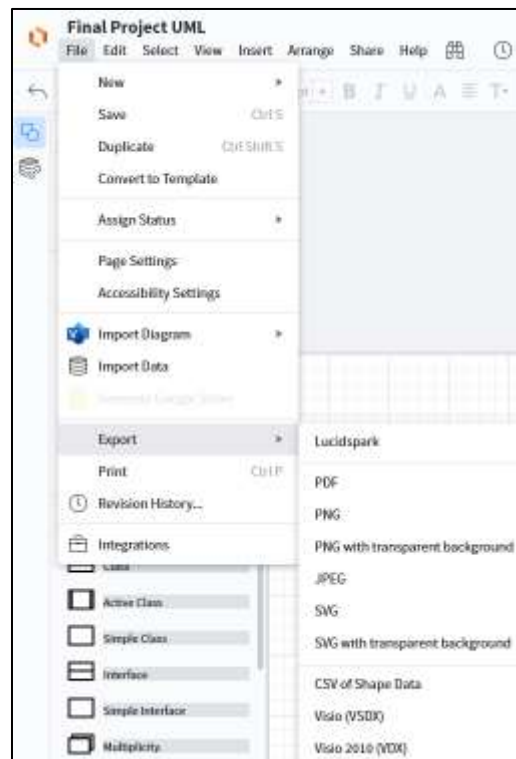 Final Project UML
File Edit Select View Insert Arrange Share Help
B I U A T
New
Save Ctrl S
Duplicate Ctrl Shift S
Convert to Template
Assign Status
Page Settings
Accessibility Settings
Import Diagram
Import Data
Export
Print Ctrl P
Revision History...
Integrations
Lucidspark
PDF
PNG
PNG with transparent background
JPEG
SVG
SVG with transparent background
CSV of Shape Data
Visio (VSDX)
Visio 2010 (VDX)
Class
Active Class
Simple Class
Interface
Simple Interface
Multiplicity